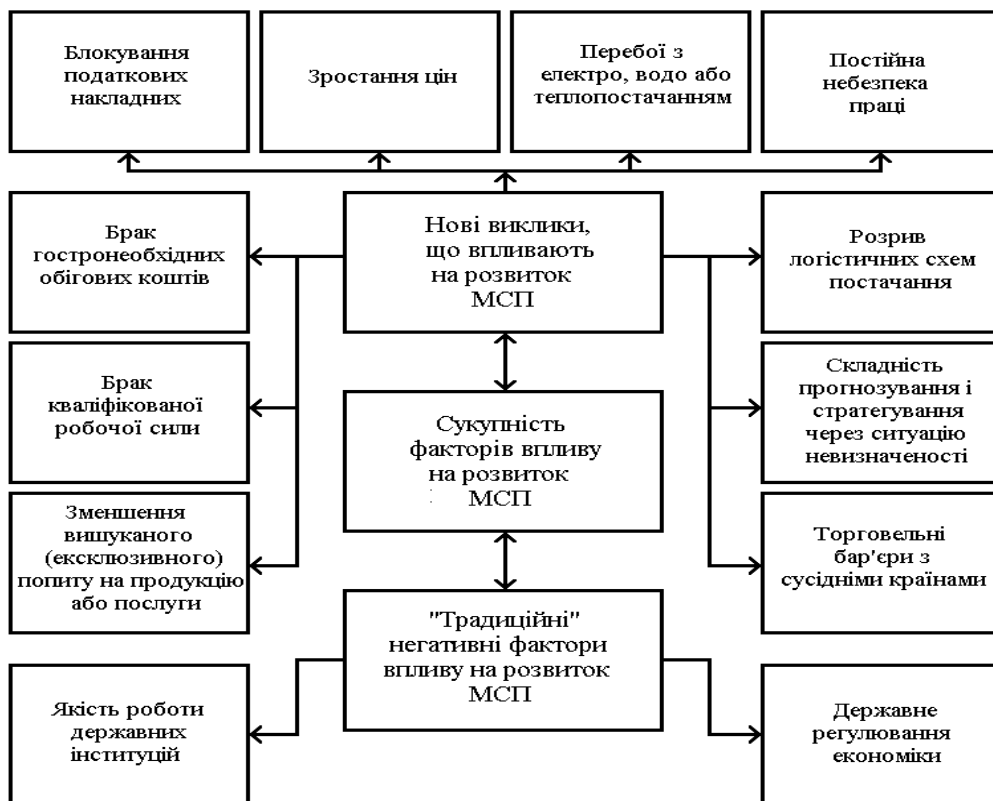 Блокування
податкових
накладних
Зростання цін
Перебої з
електро, водо або
теплопостачанням
Постійна
небезпека
праці
Брак
гостронеобхідних
обігових коштів
Нові виклики,
що впливають
на розвиток
МСП
Розрив
логістичних схем
постачання
Брак
кваліфікованої
робочої сили
Сукупність
факторів впливу
на розвиток
МСП
Складність
прогнозування і
стратегування
через ситуацію
невизначеності
Зменшення
вишуканого
(ексклюзивного)
попиту на продукцію
або послуги
Торговельні
бар'єри з
сусідніми країнами
"Традиційні"
негативні фактори
впливу на розвиток
МСП
Якість роботи
державних
інституцій
Державне
регулювання
економіки